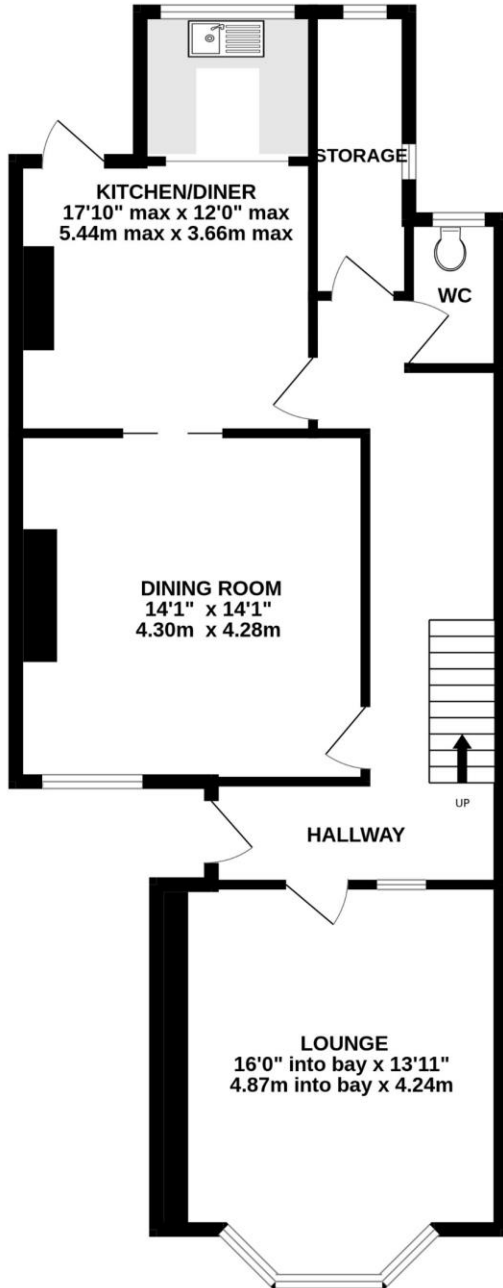 STORAGE
KITCHEN/DINER
17'10" max x 12'0" max
5.44m max x 3.66m max
WC
DINING ROOM
14'1" x 14'1"
4.30m x 4.28m
UP
HALLWAY
LOUNGE
16'0" into bay x 13'11"
4.87m into bay x 4.24m